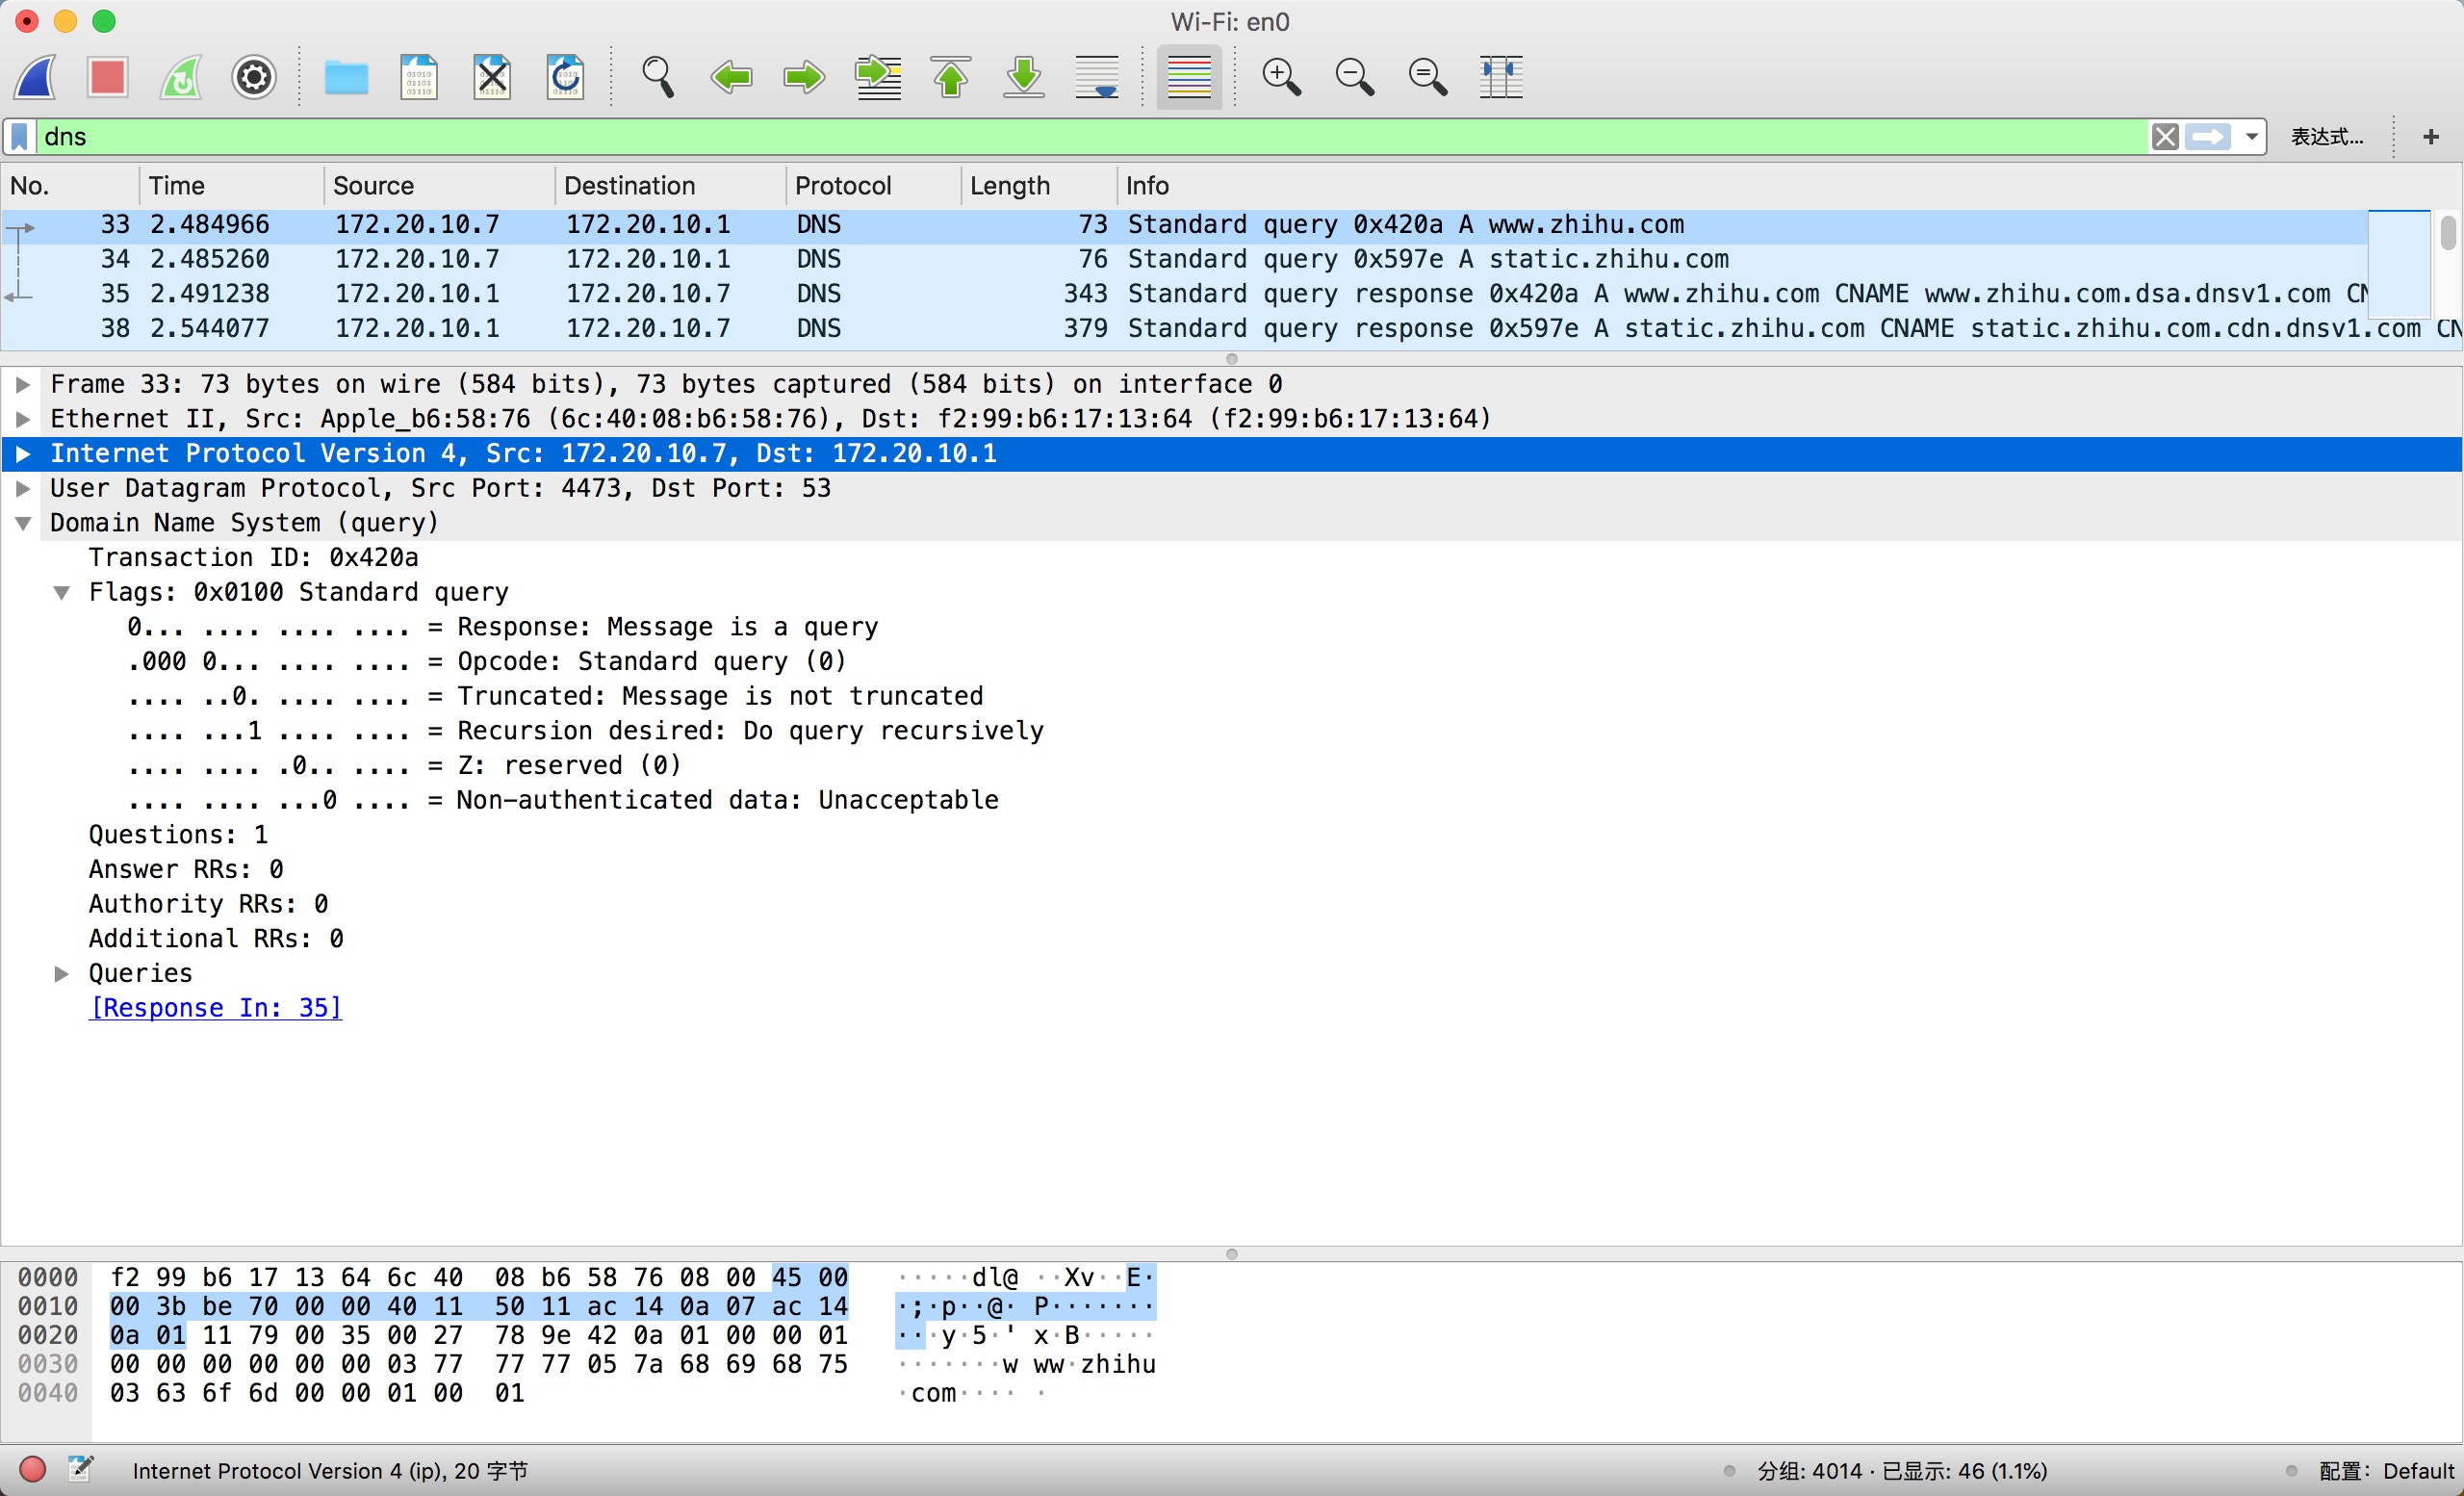 Wi-Fi: en0
dns
表达式...
+
No. Time Source Destination Protocol Length Info
33 2.484966 172.20.10.7 172.20.10.1 DNS 73 Standard query 0x420a A www.zhihu.com
34 2.485260 172.20.10.7 172.20.10.1 DNS 76 Standard query 0x597e A static.zhihu.com
35 2.491238 172.20.10.1 172.20.10.7 DNS 343 Standard query response 0x420a A www.zhihu.com CNAME www.zhihu.com.dsa.dnsv1.com CN
38 2.544077 172.20.10.1 172.20.10.7 DNS 379 Standard query response 0x597e A static.zhihu.com CNAME static.zhihu.com.cdn.dnsv1.com CN
Frame 33: 73 bytes on wire (584 bits), 73 bytes captured (584 bits) on interface 0
Ethernet II, Src: Apple_b6:58:76 (6c:40:08:b6:58:76), Dst: f2:99:b6:17:13:64 (f2:99:b6:17:13:64)
Internet Protocol Version 4, Src: 172.20.10.7, Dst: 172.20.10.1
User Datagram Protocol, Src Port: 4473, Dst Port: 53
Domain Name System (query)
Transaction ID: 0x420a
Flags: 0x0100 Standard query
0... .... .... .... = Response: Message is a query
.000 0... .... .... = Opcode: Standard query (0)
.... ..0. .... .... = Truncated: Message is not truncated
.... ...1 .... .... = Recursion desired: Do query recursively
.... .... .0.. .... = Z: reserved (0)
.... .... ...0 .... = Non-authenticated data: Unacceptable
Questions: 1
Answer RRs: 0
Authority RRs: 0
Additional RRs: 0
Queries
[Response In: 35]
0000 f2 99 b6 17 13 64 6c 40 08 b6 58 76 08 00 45 00 ·····dl@ ··Xv··E·
0010 00 3b be 70 00 00 40 11 50 11 ac 14 0a 07 ac 14 ·;·p··@· P·······
0020 0a 01 11 79 00 35 00 27 78 9e 42 0a 01 00 00 01 ···y·5·' x·B·····
0030 00 00 00 00 00 00 03 77 77 77 05 7a 68 69 68 75 ·······w ww·zhihu
0040 03 63 6f 6d 00 00 01 00 01 ·com···· ·
Internet Protocol Version 4 (ip), 20 字节
分组: 4014 · 已显示: 46 (1.1%)
配置: Default